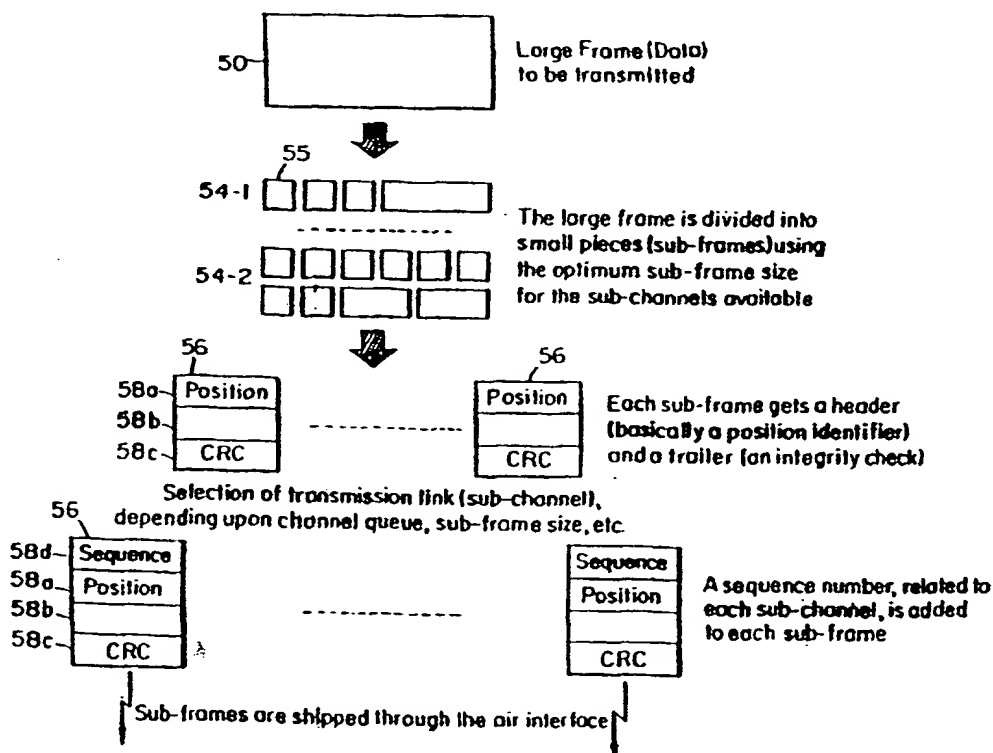 50
Large Frame (Data)
to be transmitted
55
54-1
54-2
The large frame is divided into
small pieces (sub-frames) using
the optimum sub-frame size
for the sub-channels available
56
58a
Position
58b
58c
CRC
56
Position
CRC
Each sub-frame gets a header
(basically a position identifier)
and a trailer (an integrity check)
Selection of transmission link (sub-channel),
depending upon channel queue, sub-frame size, etc.
56
58d
Sequence
58a
Position
58b
58c
CRC
Sequence
Position
CRC
A sequence number, related to
each sub-channel, is added
to each sub-frame
Sub-frames are shipped through the air interface